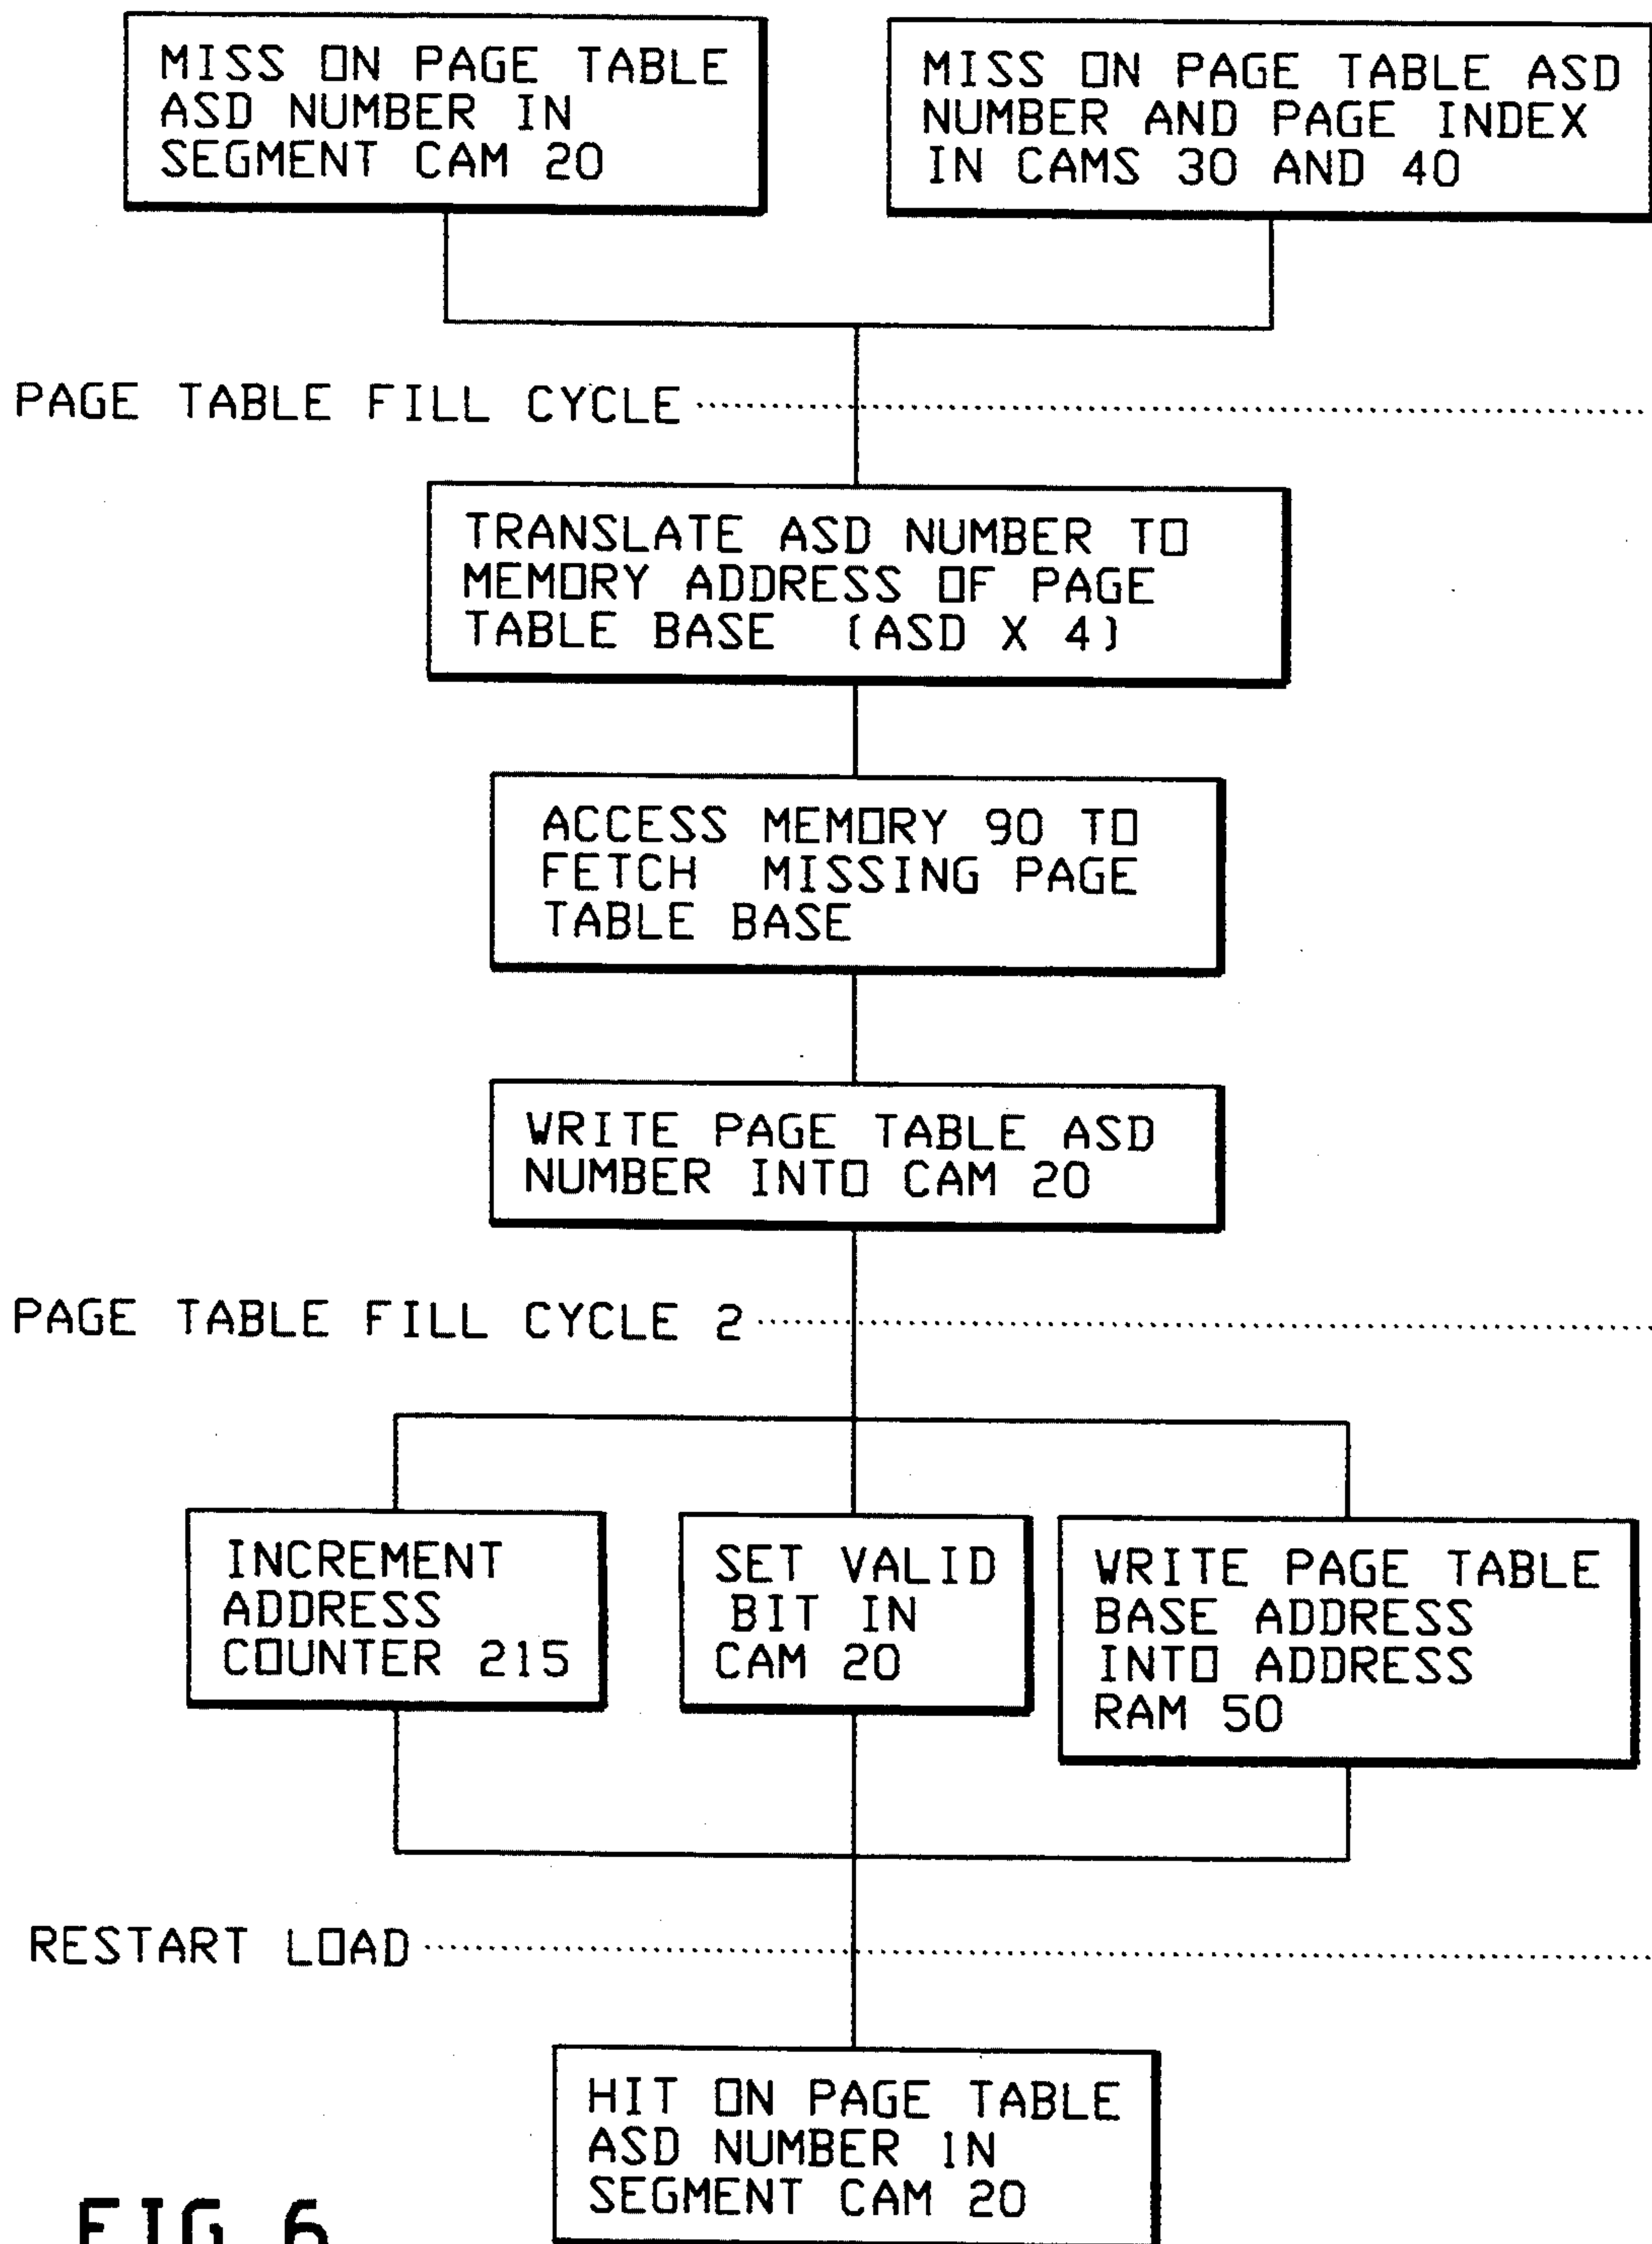 MISS ON PAGE TABLE
ASD NUMBER IN
SEGMENT CAM 20
MISS ON PAGE TABLE ASD
NUMBER AND PAGE INDEX
IN CAMS 30 AND 40
PAGE TABLE FILL CYCLE
TRANSLATE ASD NUMBER TO
MEMORY ADDRESS OF PAGE
TABLE BASE (ASD X 4)
ACCESS MEMORY 90 TO
FETCH MISSING PAGE
TABLE BASE
WRITE PAGE TABLE ASD
NUMBER INTO CAM 20
PAGE TABLE FILL CYCLE 2
INCREMENT
ADDRESS
COUNTER 215
SET VALID
BIT IN
CAM 20
WRITE PAGE TABLE
BASE ADDRESS
INTO ADDRESS
RAM 50
RESTART LOAD
HIT ON PAGE TABLE
ASD NUMBER IN
SEGMENT CAM 20
FIG 6